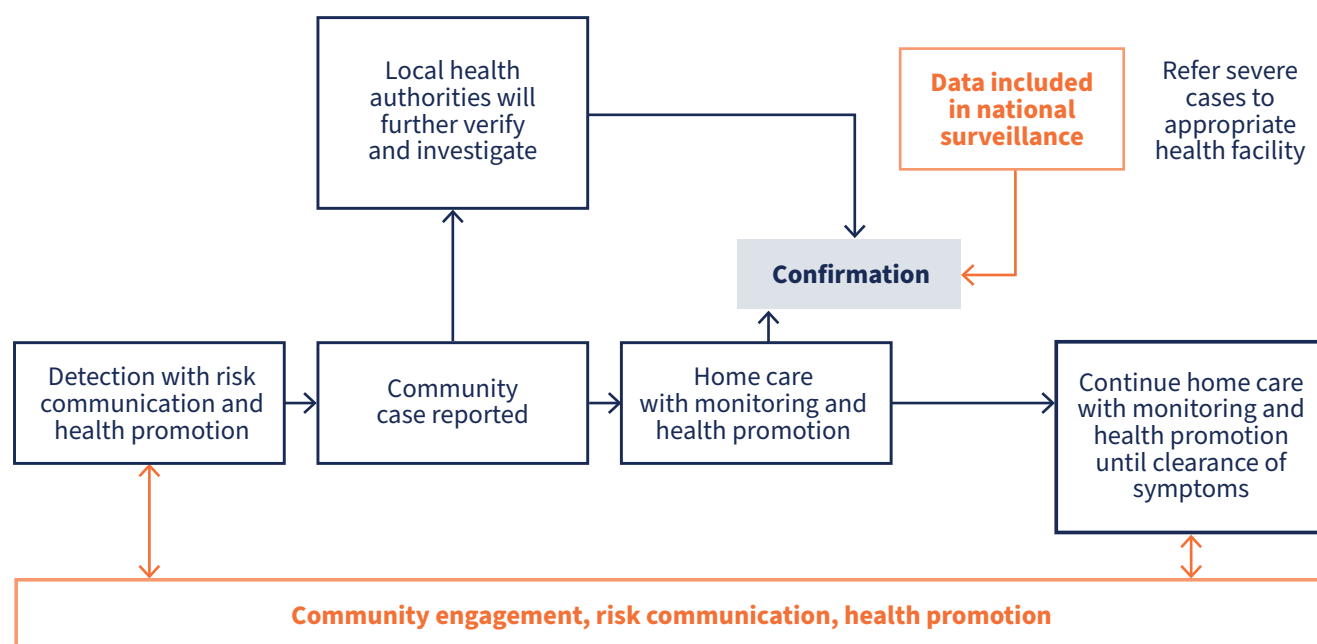 Local health
authorities will
further verify
and investigate
Data included
in national
surveillance
Refer severe
cases to
appropriate
health facility
Confirmation
Detection with risk
communication and
health promotion
Community
case reported
Home care
with monitoring and
health promotion
Continue home care
with monitoring and
health promotion
until clearance of
symptoms
Community engagement, risk communication, health promotion